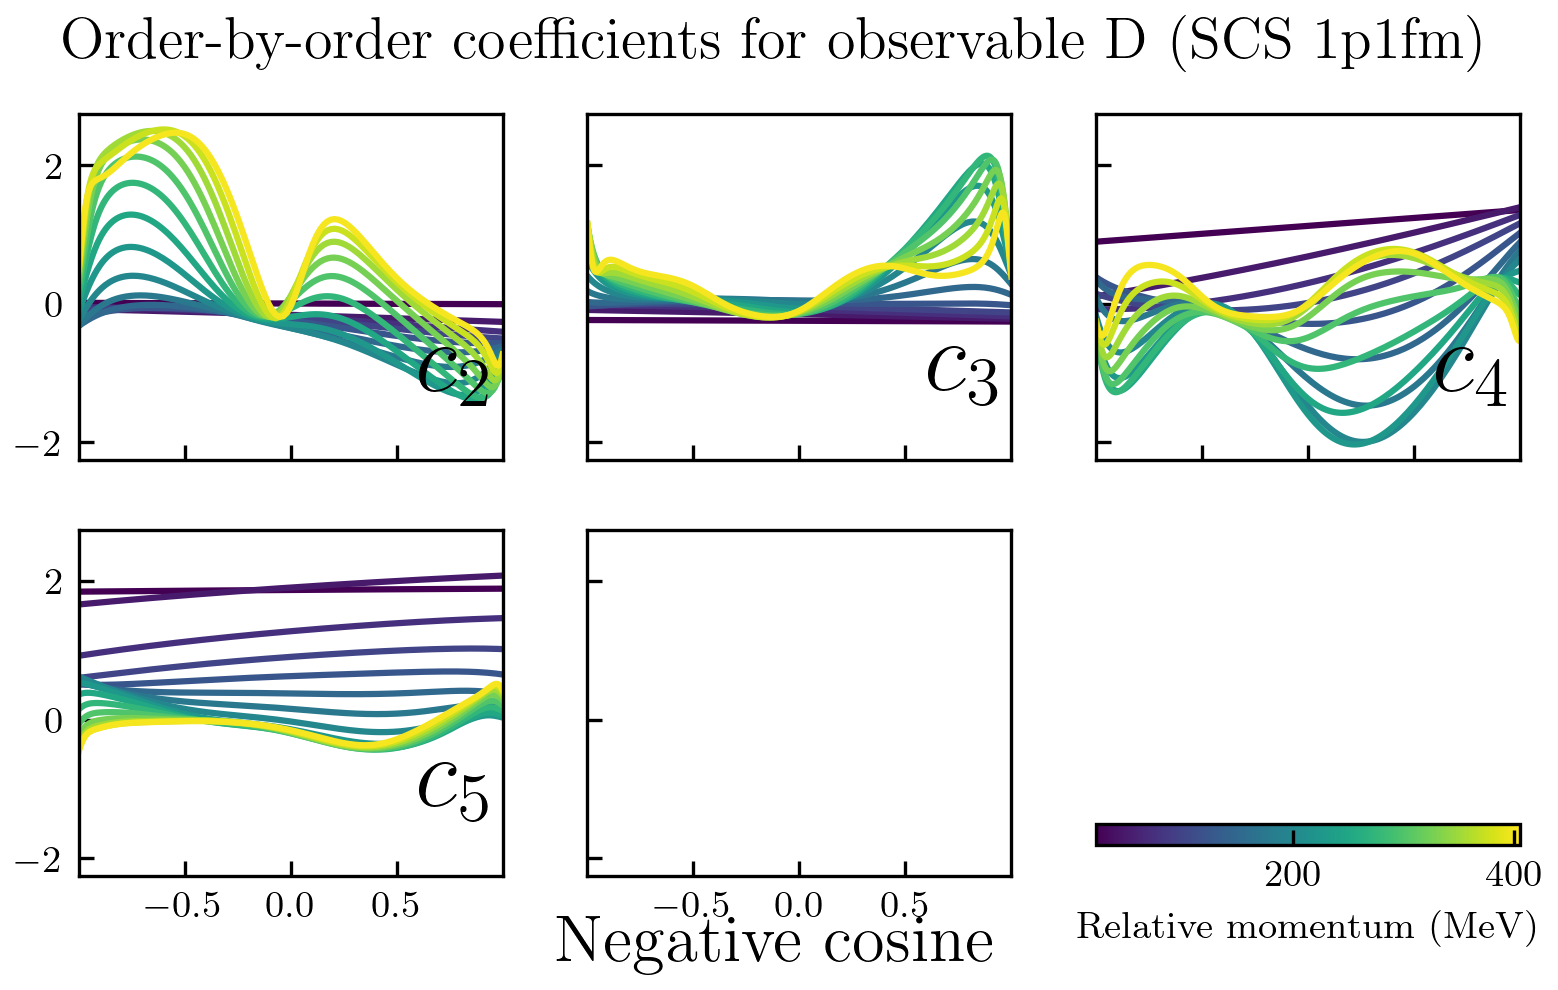 Order-by-order coefficients for observable D (SCS 1p1fm)
2
0
−2
c2
c3
c4
2
0
−2
c5
−0.5 0.0 0.5
−0.5 0.0 0.5
200 400
Relative momentum (MeV)
Negative cosine